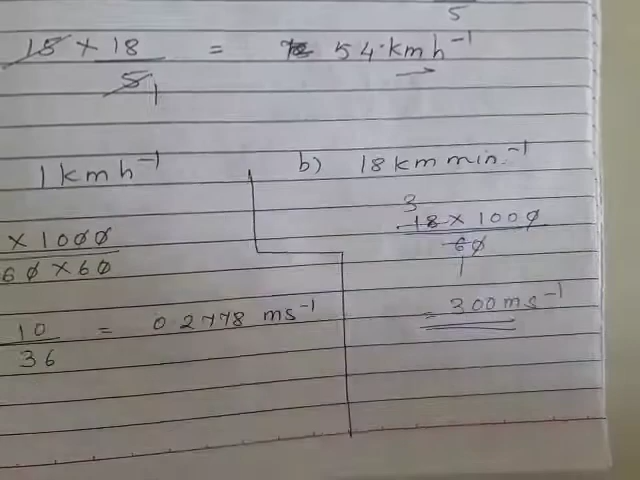 5
15 × 18 = 54 km h⁻¹
5 1
1 km h⁻¹
× 1000
60 × 60
10 = 0.2778 ms⁻¹
36
b) 18 km min⁻¹
3
18 × 1000
60
1
= 300 ms⁻¹